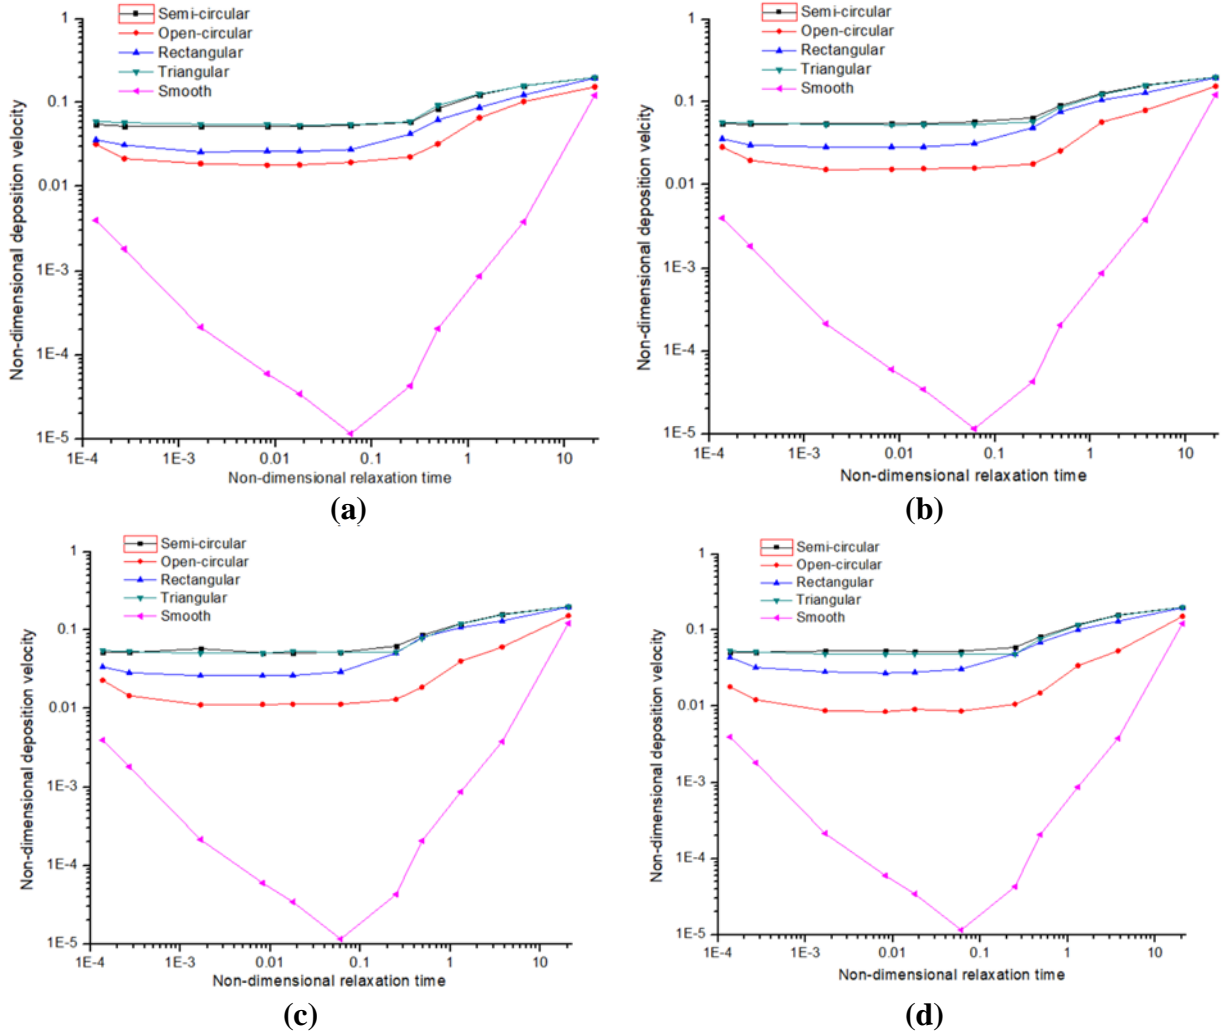 Semi-circular
Open-circular
Rectangular
Triangular
Smooth
1
0.1
0.01
1E-3
1E-4
1E-5
Non-dimensional deposition velocity
1E-4 1E-3 0.01 0.1 1 10
Non-dimensional relaxation time
(a)
Semi-circular
Open-circular
Rectangular
Triangular
Smooth
1
0.1
0.01
1E-3
1E-4
1E-5
Non-dimensional deposition velocity
1E-4 1E-3 0.01 0.1 1 10
Non-dimensional relaxation time
(b)
Semi-circular
Open-circular
Rectangular
Triangular
Smooth
1
0.1
0.01
1E-3
1E-4
1E-5
Non-dimensional deposition velocity
1E-4 1E-3 0.01 0.1 1 10
Non-dimensional relaxation time
(c)
Semi-circular
Open-circular
Rectangular
Triangular
Smooth
1
0.1
0.01
1E-3
1E-4
1E-5
Non-dimensional deposition velocity
1E-4 1E-3 0.01 0.1 1 10
Non-dimensional relaxation time
(d)